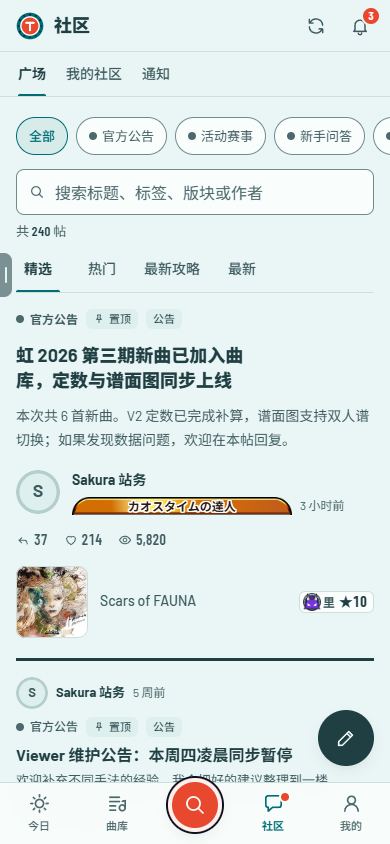 社区
3
广场
我的社区
通知
全部
官方公告
活动赛事
新手问答
搜索标题、标签、版块或作者
共 240 帖
精选
热门
最新攻略
最新
官方公告
置顶
公告
虹 2026 第三期新曲已加入曲
库，定数与谱面图同步上线
本次共 6 首新曲。V2 定数已完成补算，谱面图支持双人谱
切换；如果发现数据问题，欢迎在本帖回复。
S
Sakura 站务
カオスタイムの達人
3 小时前
37
214
5,820
Scars of FAUNA
里 ★10
S
Sakura 站务
5 周前
官方公告
置顶
公告
Viewer 维护公告：本周四凌晨同步暂停
今日
曲库
社区
我的